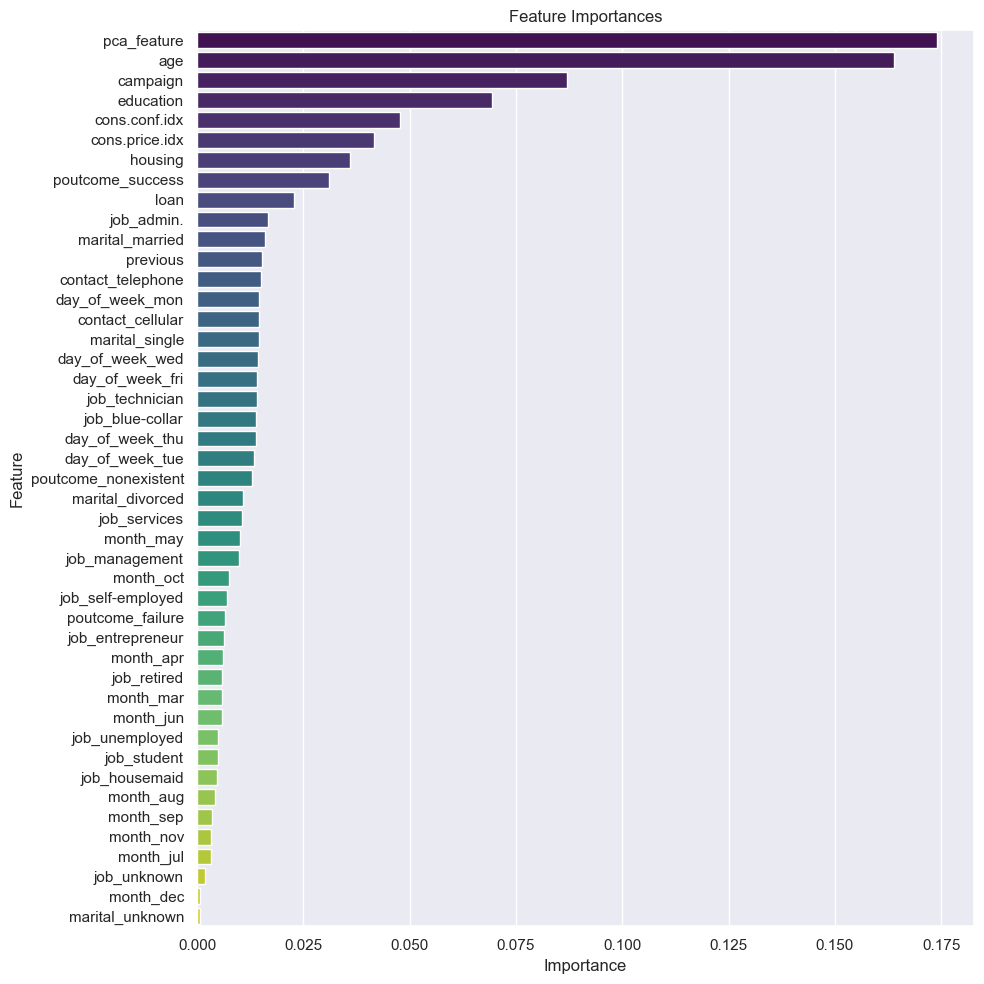 Feature Importances
pca_feature
age
campaign
education
cons.conf.idx
cons.price.idx
housing
poutcome_success
loan
job_admin.
marital_married
previous
contact_telephone
day_of_week_mon
contact_cellular
marital_single
day_of_week_wed
day_of_week_fri
job_technician
job_blue-collar
day_of_week_thu
day_of_week_tue
poutcome_nonexistent
marital_divorced
job_services
month_may
job_management
month_oct
job_self-employed
poutcome_failure
job_entrepreneur
month_apr
job_retired
month_mar
month_jun
job_unemployed
job_student
job_housemaid
month_aug
month_sep
month_nov
month_jul
job_unknown
month_dec
marital_unknown
Feature
0.000 0.025 0.050 0.075 0.100 0.125 0.150 0.175
Importance